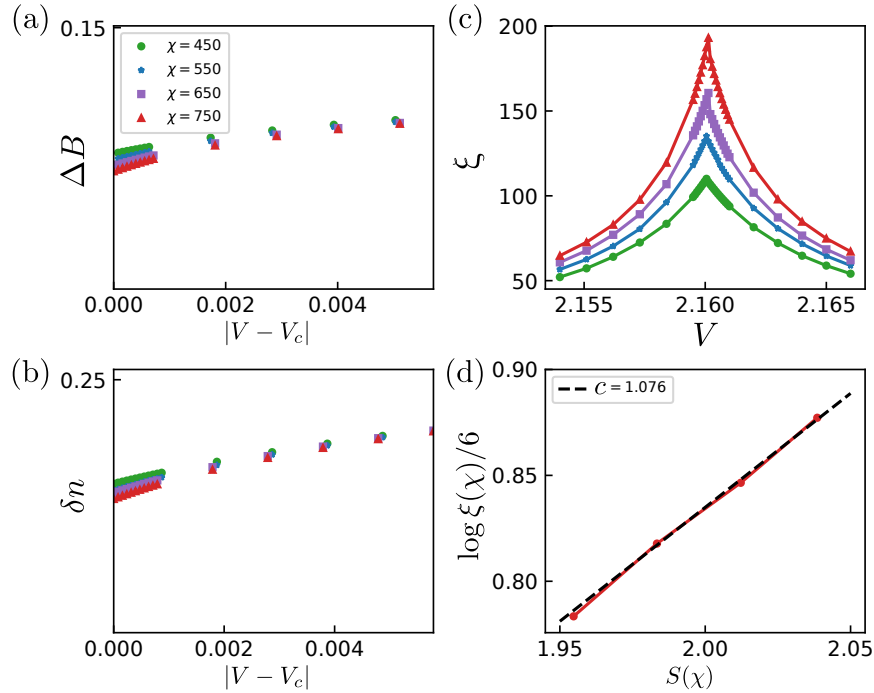 (a)
0.15
χ = 450
χ = 550
χ = 650
χ = 750
ΔB
0.000 0.002 0.004
|V − V_c|
(c)
200
150
100
50
ξ
2.155 2.160 2.165
V
(b)
0.25
δn
0.000 0.002 0.004
|V − V_c|
(d)
0.90
0.85
0.80
c = 1.076
log ξ(χ)/6
1.95 2.00 2.05
S(χ)